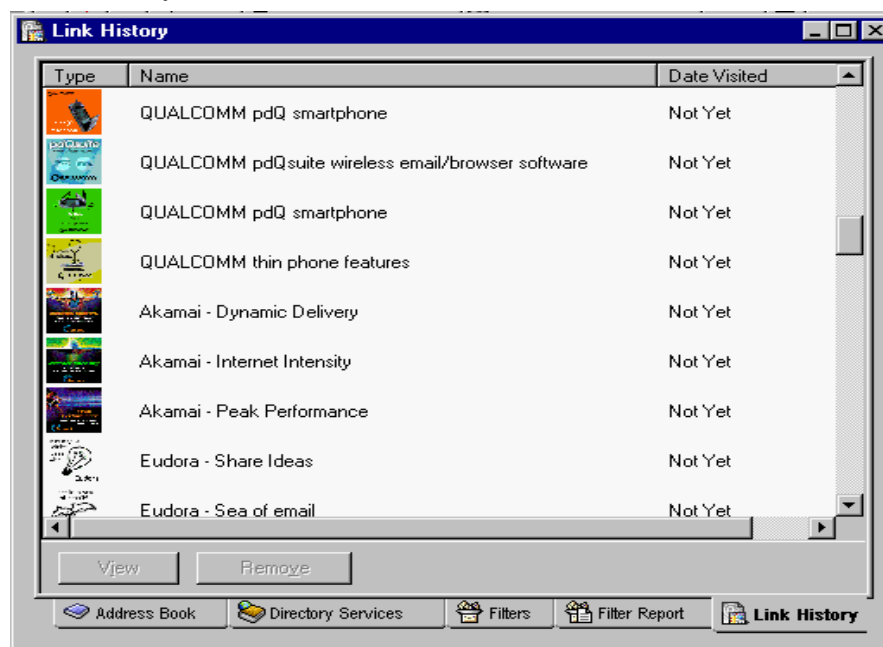 Link History
Type Name Date Visited
QUALCOMM pdQ smartphone Not Yet
QUALCOMM pdQsuite wireless email/browser software Not Yet
QUALCOMM pdQ smartphone Not Yet
QUALCOMM thin phone features Not Yet
Akamai - Dynamic Delivery Not Yet
Akamai - Internet Intensity Not Yet
Akamai - Peak Performance Not Yet
Eudora - Share Ideas Not Yet
Eudora - Sea of email Not Yet
View Remove
Address Book Directory Services Filters Filter Report Link History